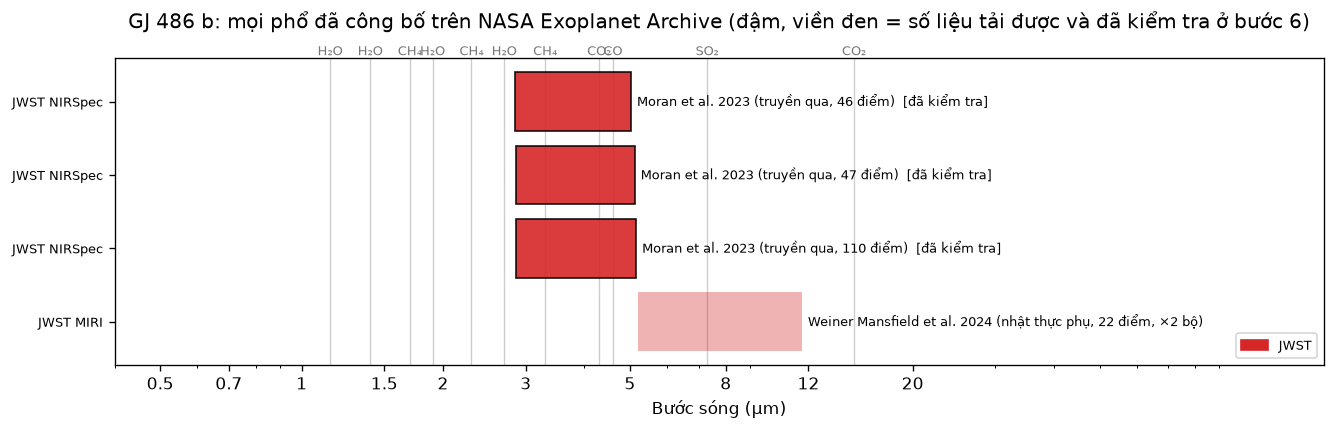 GJ 486 b: mọi phổ đã công bố trên NASA Exoplanet Archive (đậm, viền đen = số liệu tải được và đã kiểm tra ở bước 6)
H₂O H₂O CH₄ H₂O CH₄ H₂O CH₄ CO₂ CO SO₂ CO₂
JWST NIRSpec Moran et al. 2023 (truyền qua, 46 điểm) [đã kiểm tra]
JWST NIRSpec Moran et al. 2023 (truyền qua, 47 điểm) [đã kiểm tra]
JWST NIRSpec Moran et al. 2023 (truyền qua, 110 điểm) [đã kiểm tra]
JWST MIRI Weiner Mansfield et al. 2024 (nhật thực phụ, 22 điểm, ×2 bộ)
JWST
0.5 0.7 1 1.5 2 3 5 8 12 20
Bước sóng (µm)